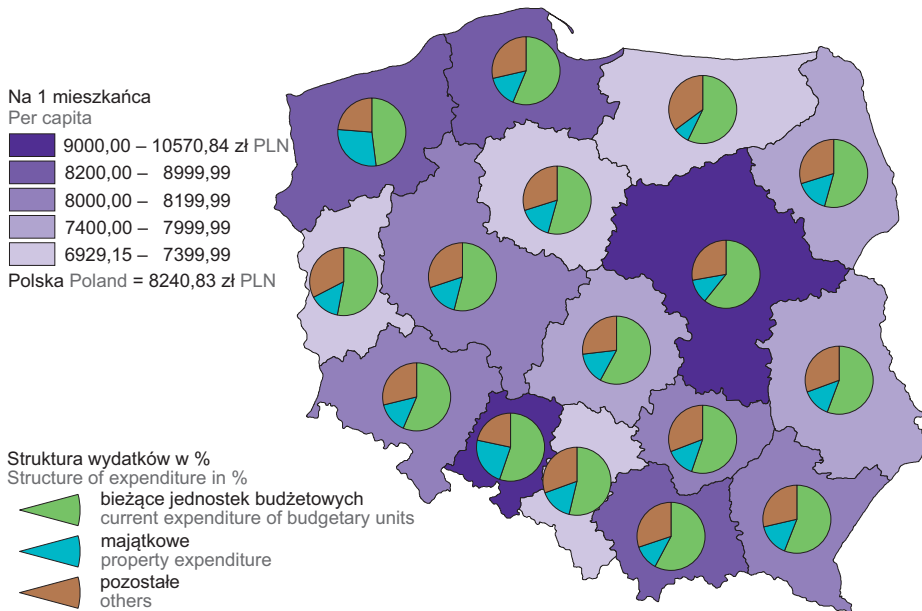 Na 1 mieszkańca
Per capita
9000,00 – 10570,84 zł PLN
8200,00 – 8999,99
8000,00 – 8199,99
7400,00 – 7999,99
6929,15 – 7399,99
Polska Poland = 8240,83 zł PLN
Struktura wydatków w %
Structure of expenditure in %
bieżące jednostek budżetowych
current expenditure of budgetary units
majątkowe
property expenditure
pozostałe
others